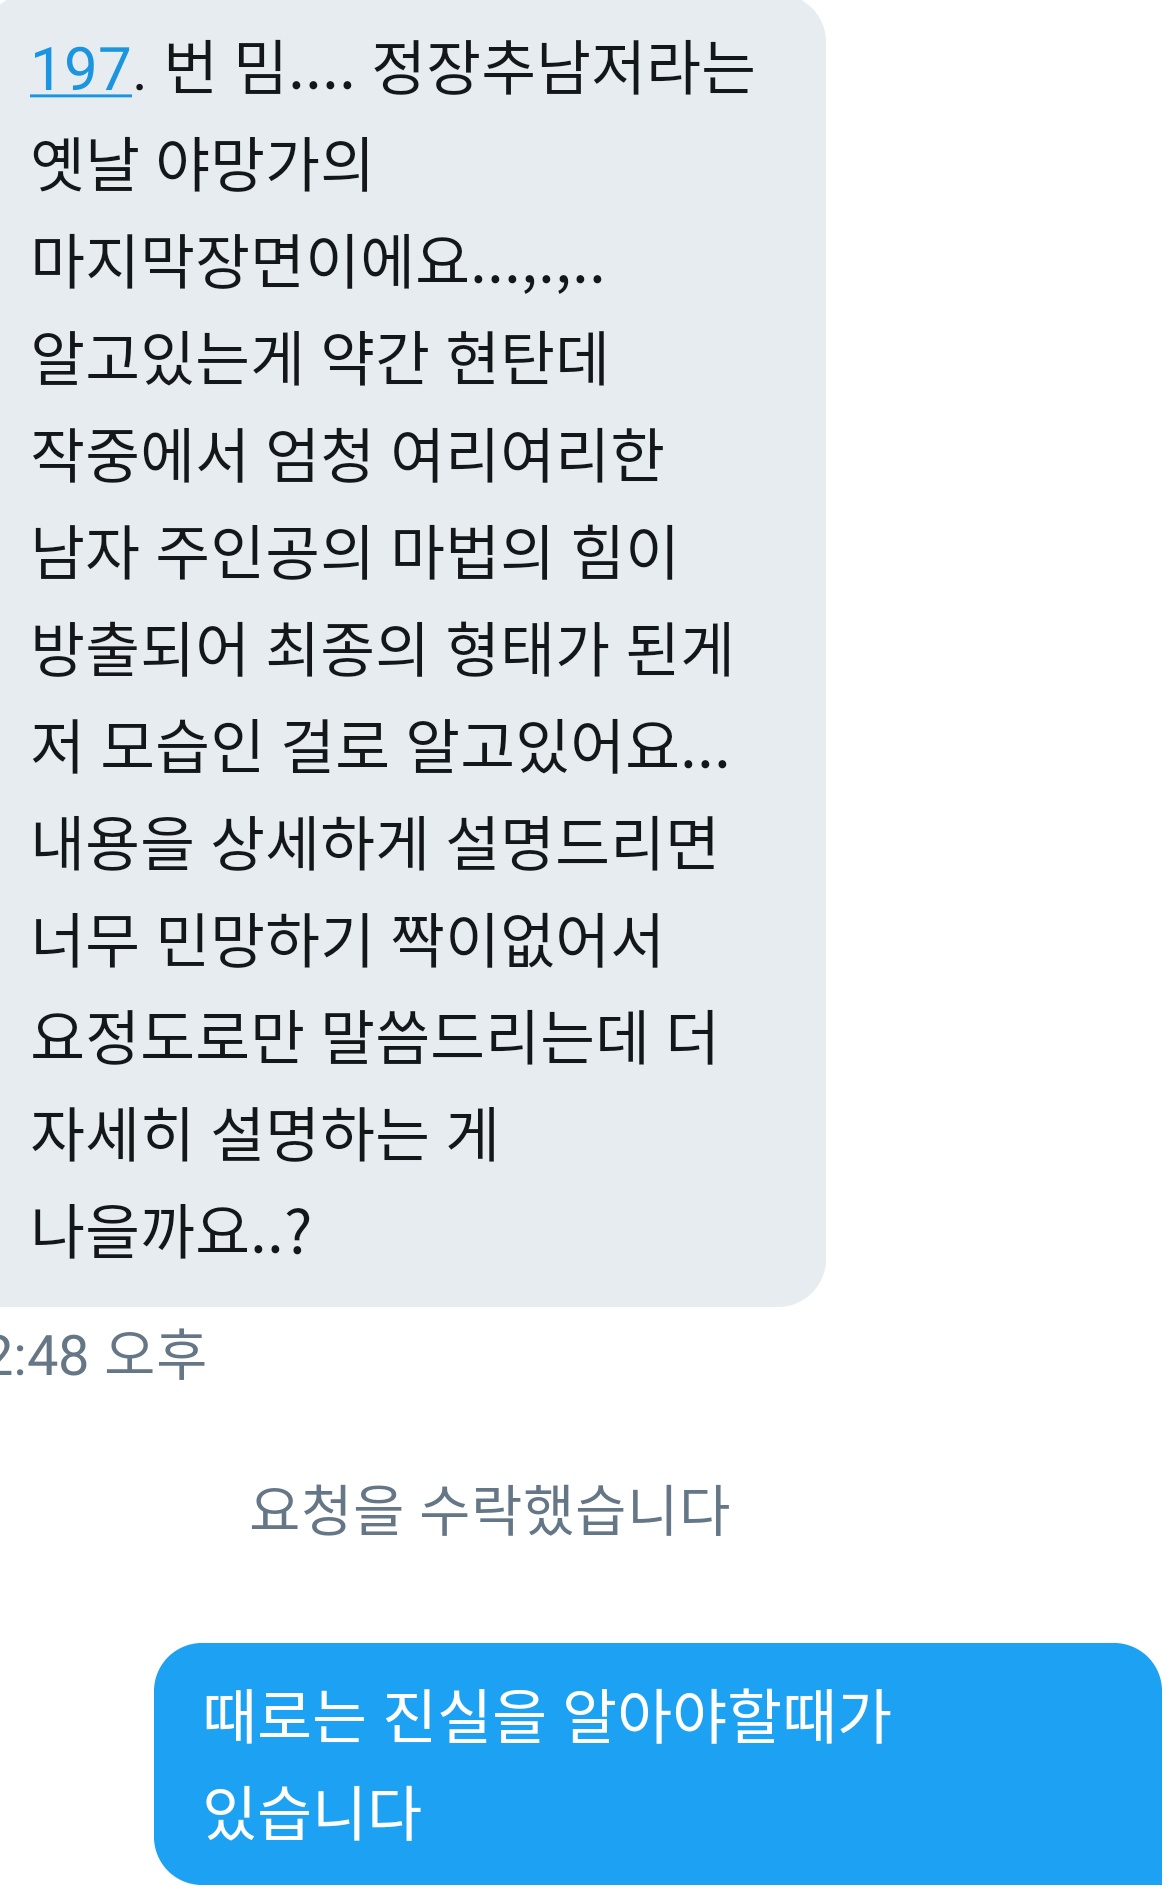 197. 번 밈.... 정장추남저라는
옛날 야망가의
마지막장면이에요...,.,..
알고있는게 약간 현탄데
작중에서 엄청 여리여리한
남자 주인공의 마법의 힘이
방출되어 최종의 형태가 된게
저 모습인 걸로 알고있어요...
내용을 상세하게 설명드리면
너무 민망하기 짝이없어서
요정도로만 말씀드리는데 더
자세히 설명하는 게
나을까요..?
2:48 오후
요청을 수락했습니다
때로는 진실을 알아야할때가
있습니다